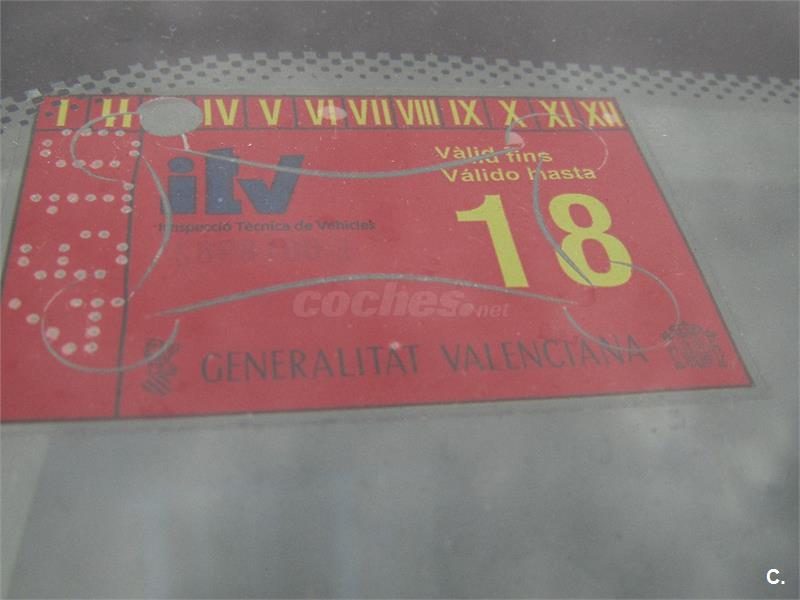 I II IV V VI VII VIII IX X XI XII
itv
Inspecció Tècnica de Vehicles
Vàlid fins
Válido hasta
18
coches.net
GENERALITAT VALENCIANA
C.